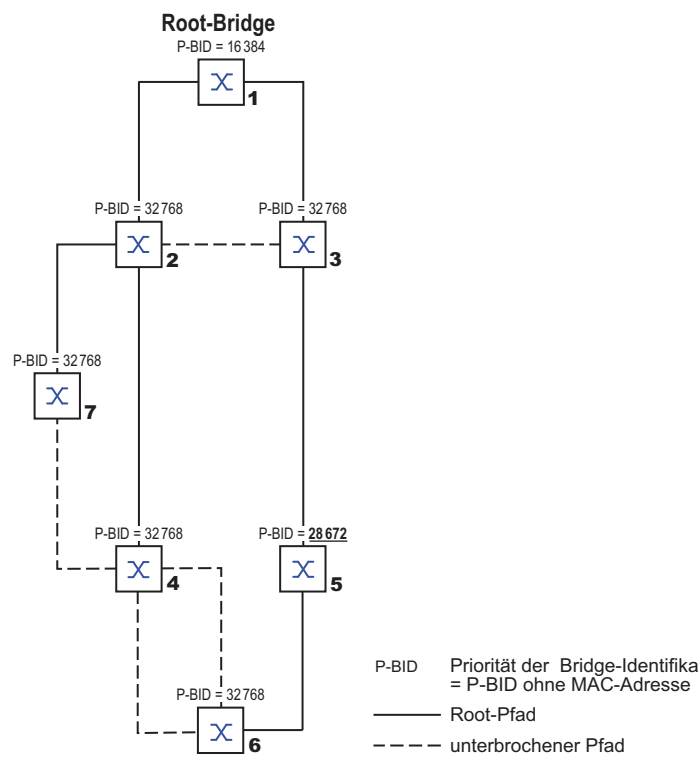 Root-Bridge
P-BID = 16 384
1
P-BID = 32 768
P-BID = 32 768
2
3
P-BID = 32 768
7
P-BID = 32 768
P-BID = 28 672
4
5
P-BID = 32 768
6
P-BID Priorität der Bridge-Identifika
= P-BID ohne MAC-Adresse
Root-Pfad
unterbrochener Pfad